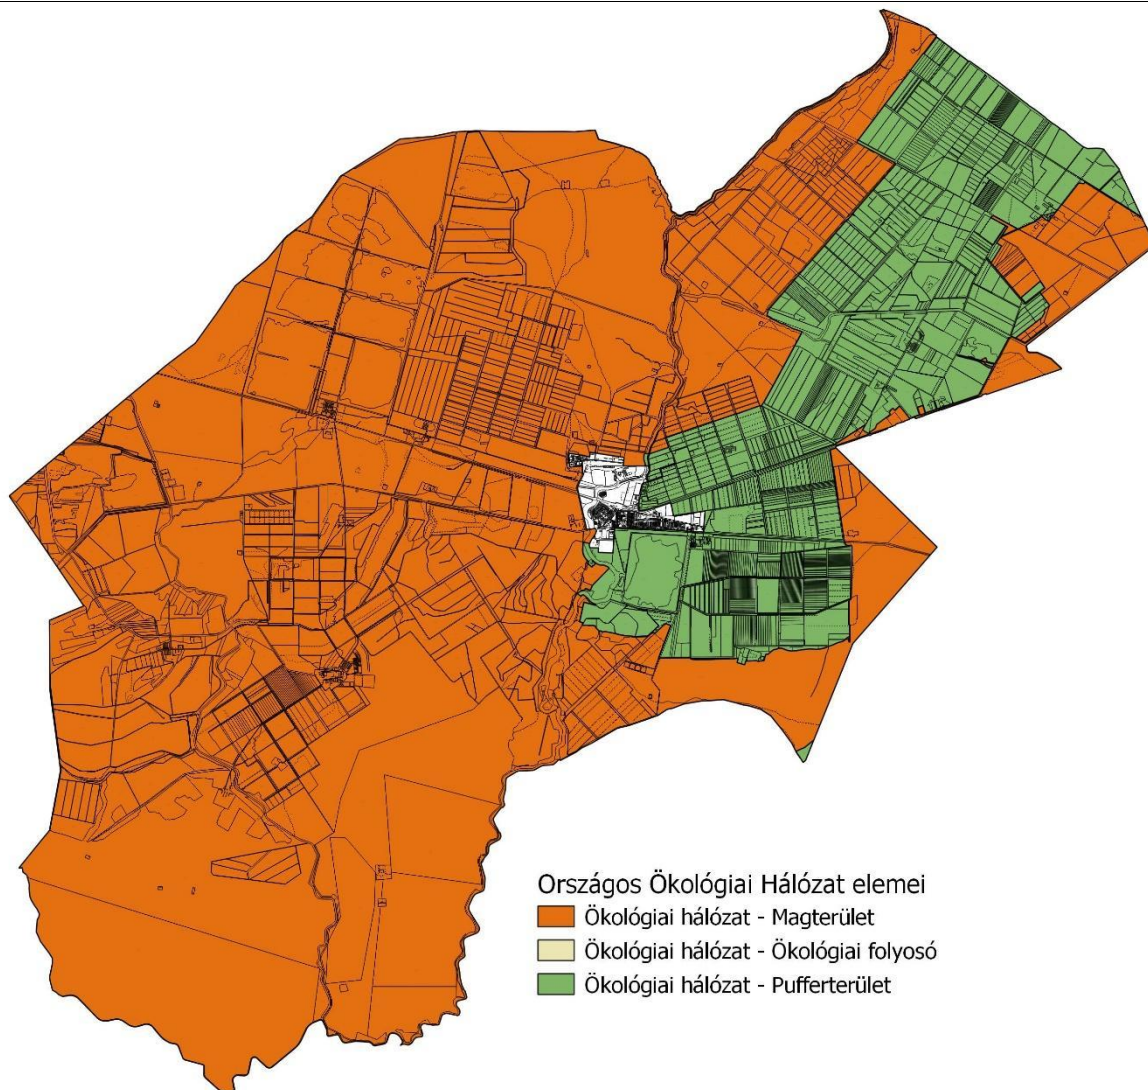 Országos Ökológiai Hálózat elemei
Ökológiai hálózat - Magterület
Ökológiai hálózat - Ökológiai folyosó
Ökológiai hálózat - Pufferterület